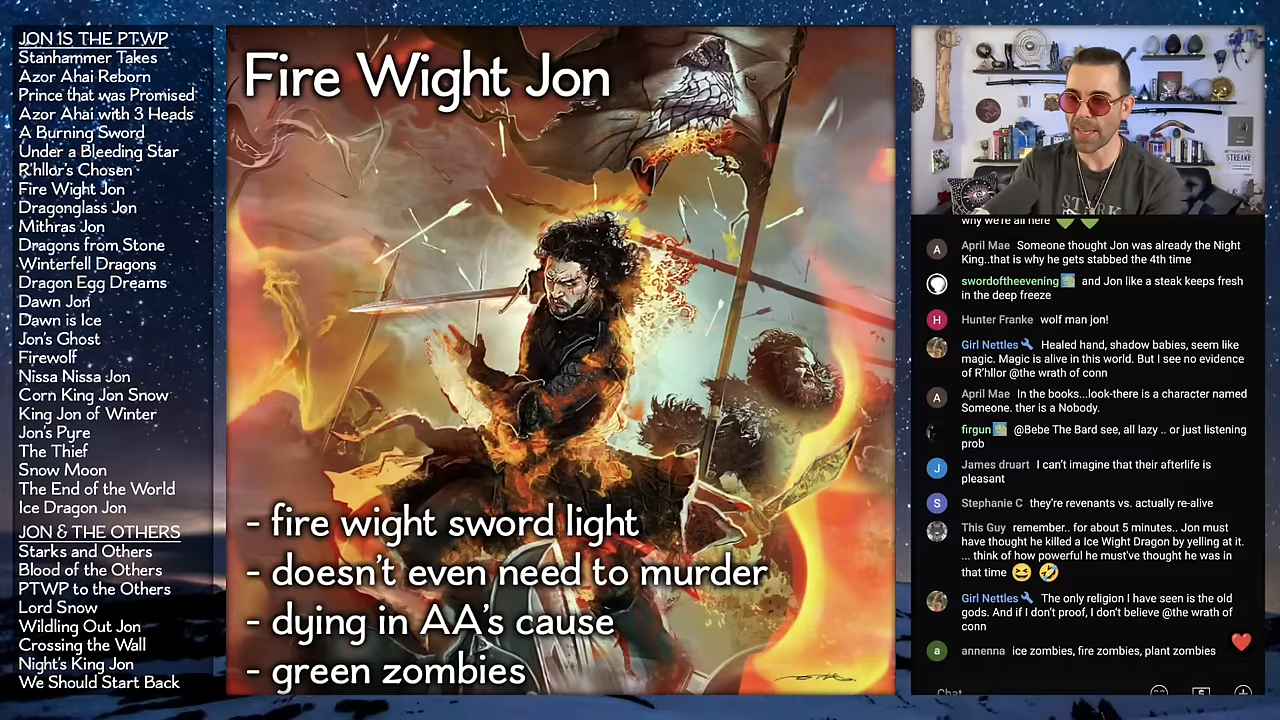 JON IS THE PTWP
Stanhammer Takes
Azor Ahai Reborn
Prince that was Promised
Azor Ahai with 3 Heads
A Burning Sword
Under a Bleeding Star
R'hllor's Chosen
Fire Wight Jon
Dragonglass Jon
Mithras Jon
Dragons from Stone
Winterfell Dragons
Dragon Egg Dreams
Dawn Jon
Dawn is Ice
Jon's Ghost
Firewolf
Nissa Nissa Jon
Corn King Jon Snow
King Jon of Winter
Jon's Pyre
The Thief
Snow Moon
The End of the World
Ice Dragon Jon
JON & THE OTHERS
Starks and Others
Blood of the Others
PTWP to the Others
Lord Snow
Wildling Out Jon
Crossing the Wall
Night's King Jon
We Should Start Back
Fire Wight Jon
- fire wight sword light
- doesn't even need to murder
- dying in AA's cause
- green zombies
STARK
STREAMR
why we're all here 💚💚
A April Mae Someone thought Jon was already the Night
King..that is why he gets stabbed the 4th time
swordoftheevening and Jon like a steak keeps fresh
in the deep freeze
H Hunter Franke wolf man jon!
Girl Nettles Healed hand, shadow babies, seem like
magic. Magic is alive in this world. But I see no evidence
of R'hllor @the wrath of conn
A April Mae In the books...look-there is a character named
Someone. ther is a Nobody.
firgun @Bebe The Bard see, all lazy .. or just listening
prob
J James druart I can't imagine that their afterlife is
pleasant
S Stephanie C they're revenants vs. actually re-alive
This Guy remember.. for about 5 minutes.. Jon must
have thought he killed a Ice Wight Dragon by yelling at it.
... think of how powerful he must've thought he was in
that time 😆 🤣
Girl Nettles The only religion I have seen is the old
gods. And if I don't proof, I don't believe @the wrath of
conn
a annenna ice zombies, fire zombies, plant zombies
Chat